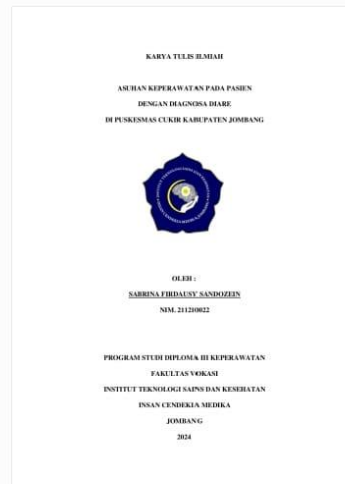 KARYA TULIS ILMIAH
ASUHAN KEPERAWATAN PADA PASIEN
DENGAN DIAGNOSA DIARE
DI PUSKESMAS CUKIR KABUPATEN JOMBANG
OLEH :
SABRINA FIRDAUSY SANDOZEIN
NIM. 211210022
PROGRAM STUDI DIPLOMA III KEPERAWATAN
FAKULTAS VOKASI
INSTITUT TEKNOLOGI SAINS DAN KESEHATAN
INSAN CENDEKIA MEDIKA
JOMBANG
2024